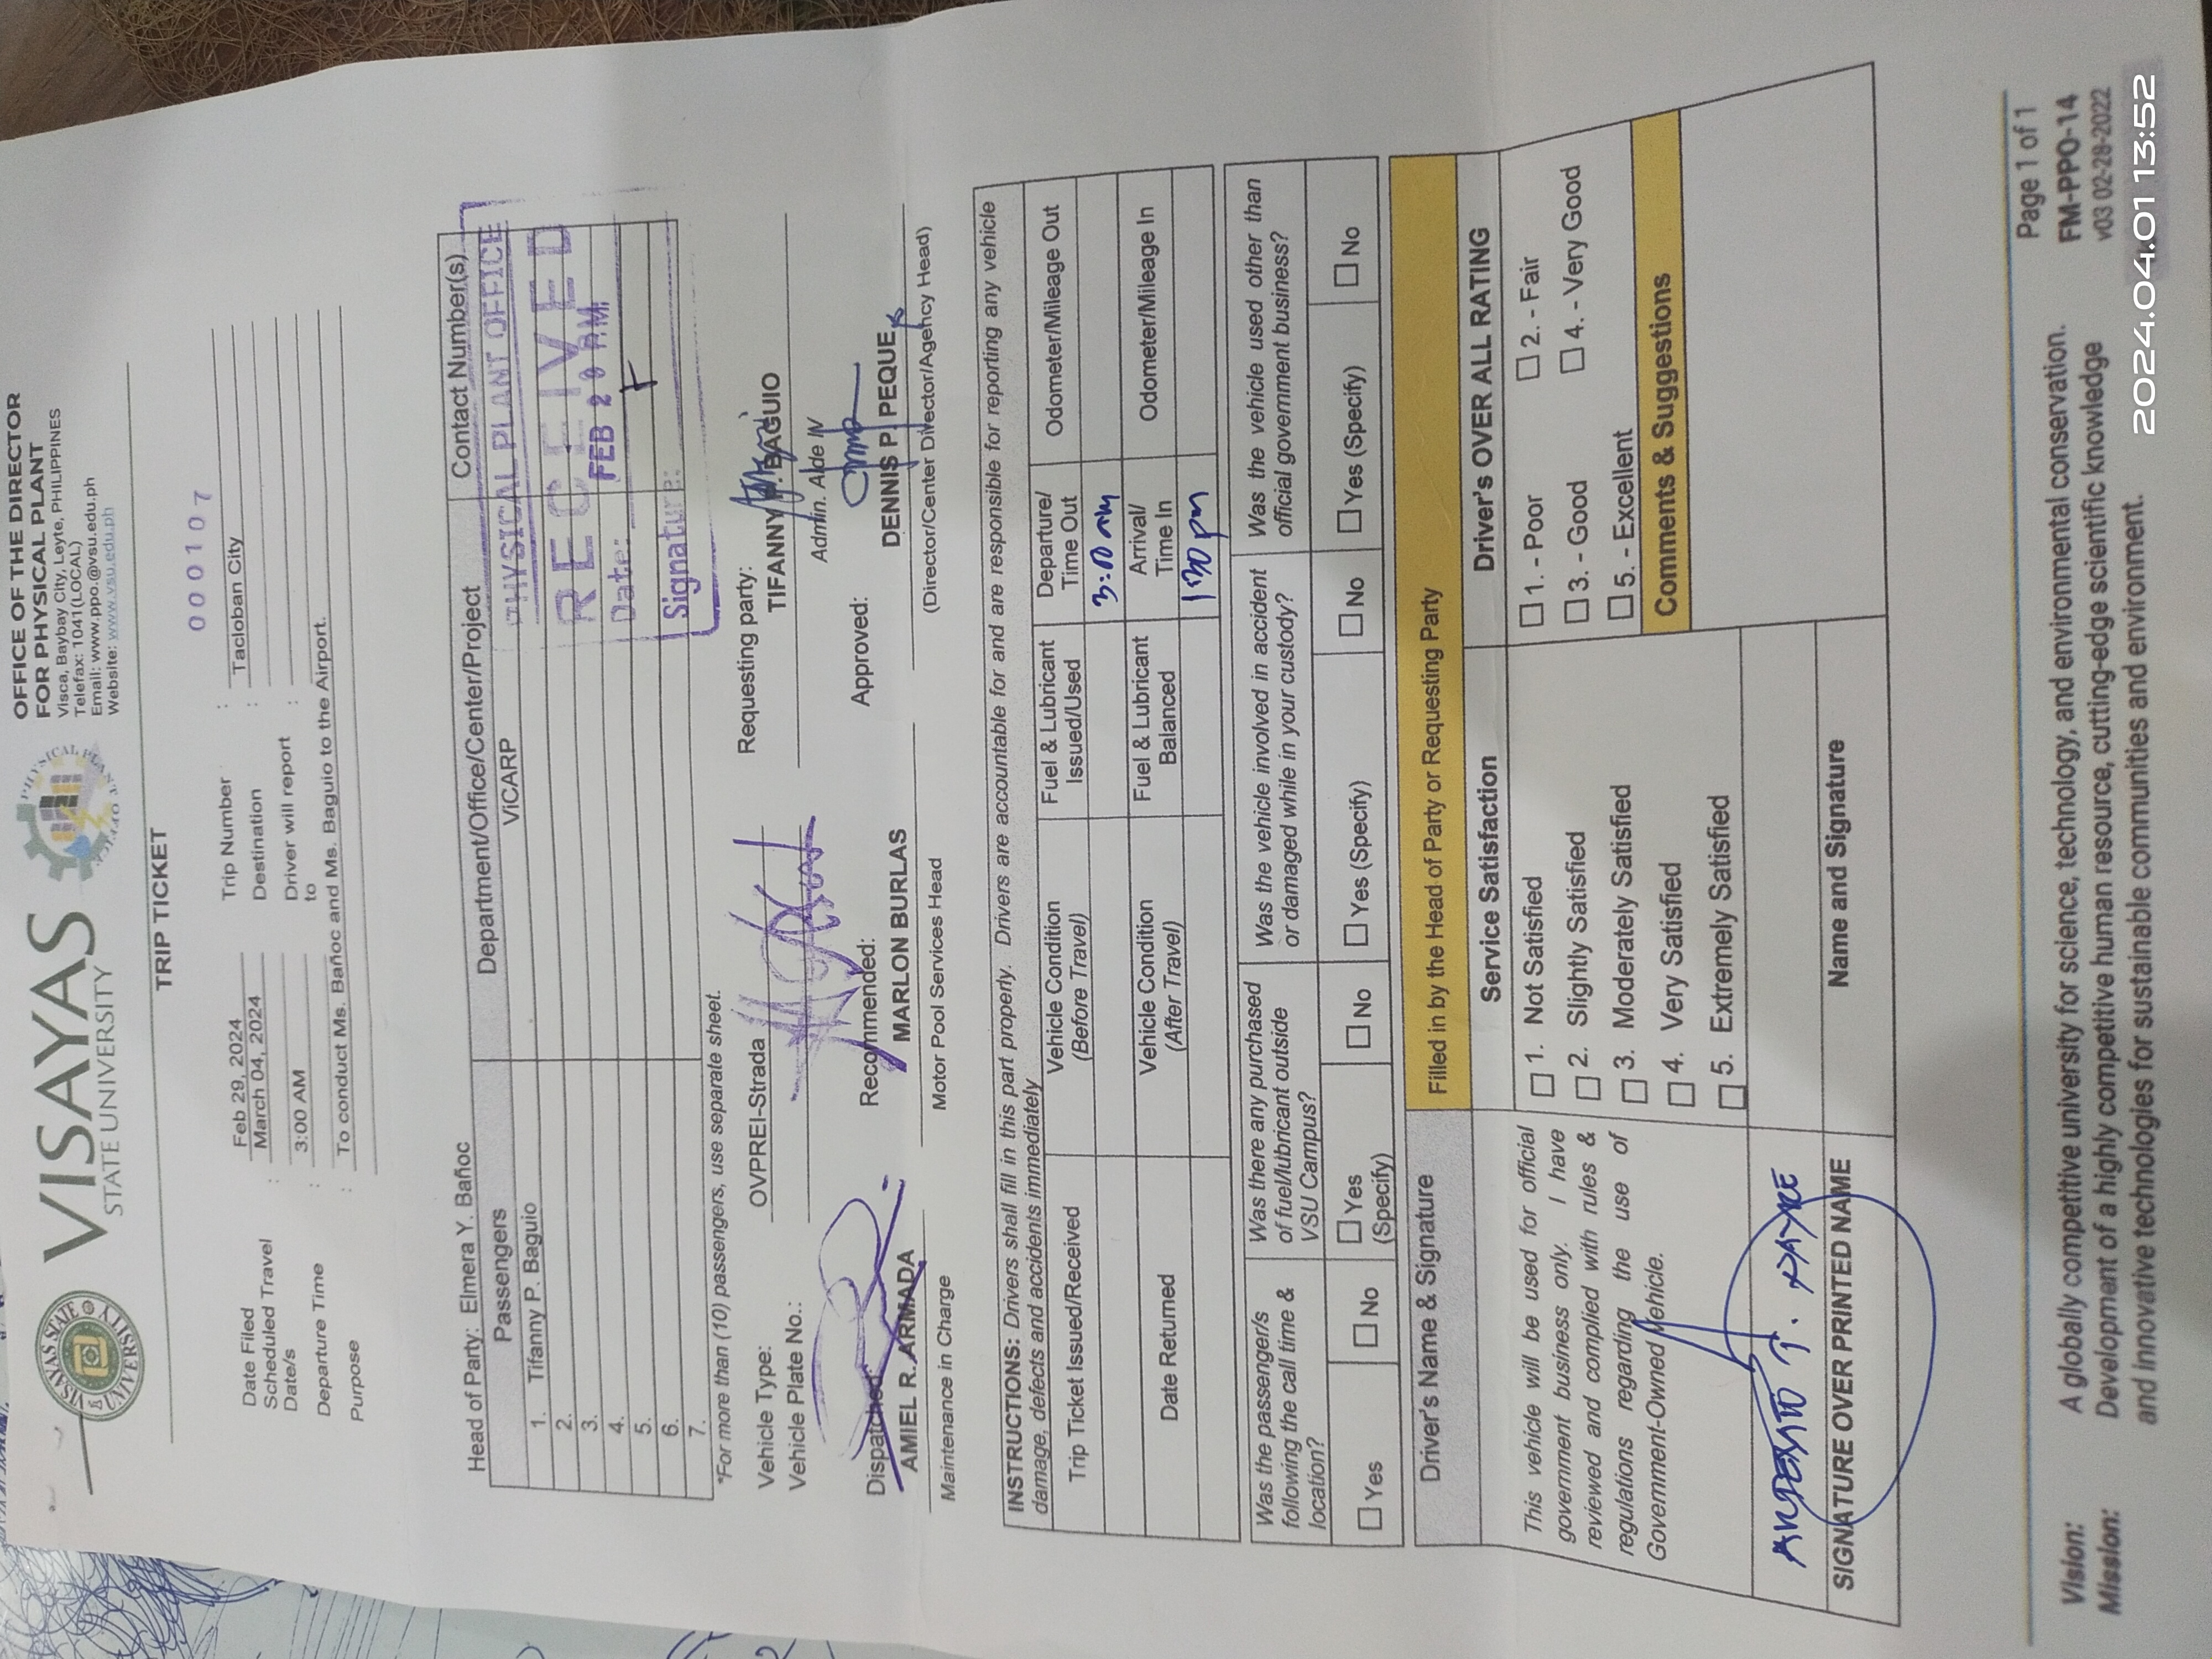 VISAYAS
STATE UNIVERSITY
OFFICE OF THE DIRECTOR
FOR PHYSICAL PLANT
Visca, Baybay City, Leyte, PHILIPPINES
Telefax: 1041(LOCAL)
Email: www.ppo.@vsu.edu.ph
Website: www.vsu.edu.ph
TRIP TICKET
000107
Date Filed : Feb 29, 2024 Trip Number :
Scheduled Travel Date/s March 04, 2024 Destination : Tacloban City
Departure Time : 3:00 AM Driver will report to :
Purpose : To conduct Ms. Bañoc and Ms. Baguio to the Airport.
Head of Party: Elmera Y. Bañoc
Passengers Department/Office/Center/Project Contact Number(s)
1. Tifanny P. Baguio ViCARP
2.
3.
4.
5.
6.
7.
PHYSICAL PLANT OFFICE
RECEIVED
Date: FEB 29 AM
Signature:
*For more than (10) passengers, use separate sheet.
Vehicle Type: OVPREI-Strada
Vehicle Plate No.:
Requesting party:
TIFANNY P. BAGUIO
Admin. Aide IV
Dispatched: Recommended: Approved:
AMIEL R. ARMADA MARLON BURLAS DENNIS P. PEQUE
Maintenance in Charge Motor Pool Services Head (Director/Center Director/Agency Head)
INSTRUCTIONS: Drivers shall fill in this part properly. Drivers are accountable for and are responsible for reporting any vehicle
damage, defects and accidents immediately
Trip Ticket Issued/Received Vehicle Condition (Before Travel) Fuel & Lubricant Issued/Used Departure/ Time Out Odometer/Mileage Out
3:00 am
Date Returned Vehicle Condition (After Travel) Fuel & Lubricant Balanced Arrival/ Time In Odometer/Mileage In
1:30 pm
Was the passenger/s following the call time & location? Was there any purchased of fuel/lubricant outside VSU Campus? Was the vehicle involved in accident or damaged while in your custody? Was the vehicle used other than official government business?
☐ Yes ☐ No ☐ Yes (Specify) ☐ No ☐ Yes (Specify) ☐ No ☐ Yes (Specify) ☐ No
Driver's Name & Signature
Filled in by the Head of Party or Requesting Party
Service Satisfaction Driver's OVER ALL RATING
This vehicle will be used for official
government business only. I have
reviewed and complied with rules &
regulations regarding the use of
Government-Owned Vehicle.
☐ 1. Not Satisfied
☐ 2. Slightly Satisfied
☐ 3. Moderately Satisfied
☐ 4. Very Satisfied
☐ 5. Extremely Satisfied
☐ 1. - Poor ☐ 2. - Fair
☐ 3. - Good ☐ 4. - Very Good
☐ 5. - Excellent
Comments & Suggestions
SIGNATURE OVER PRINTED NAME Name and Signature
Vision: A globally competitive university for science, technology, and environmental conservation.
Mission: Development of a highly competitive human resource, cutting-edge scientific knowledge
and innovative technologies for sustainable communities and environment.
Page 1 of 1
FM-PPO-14
v03 02-28-2022
2024.04.01 13:52